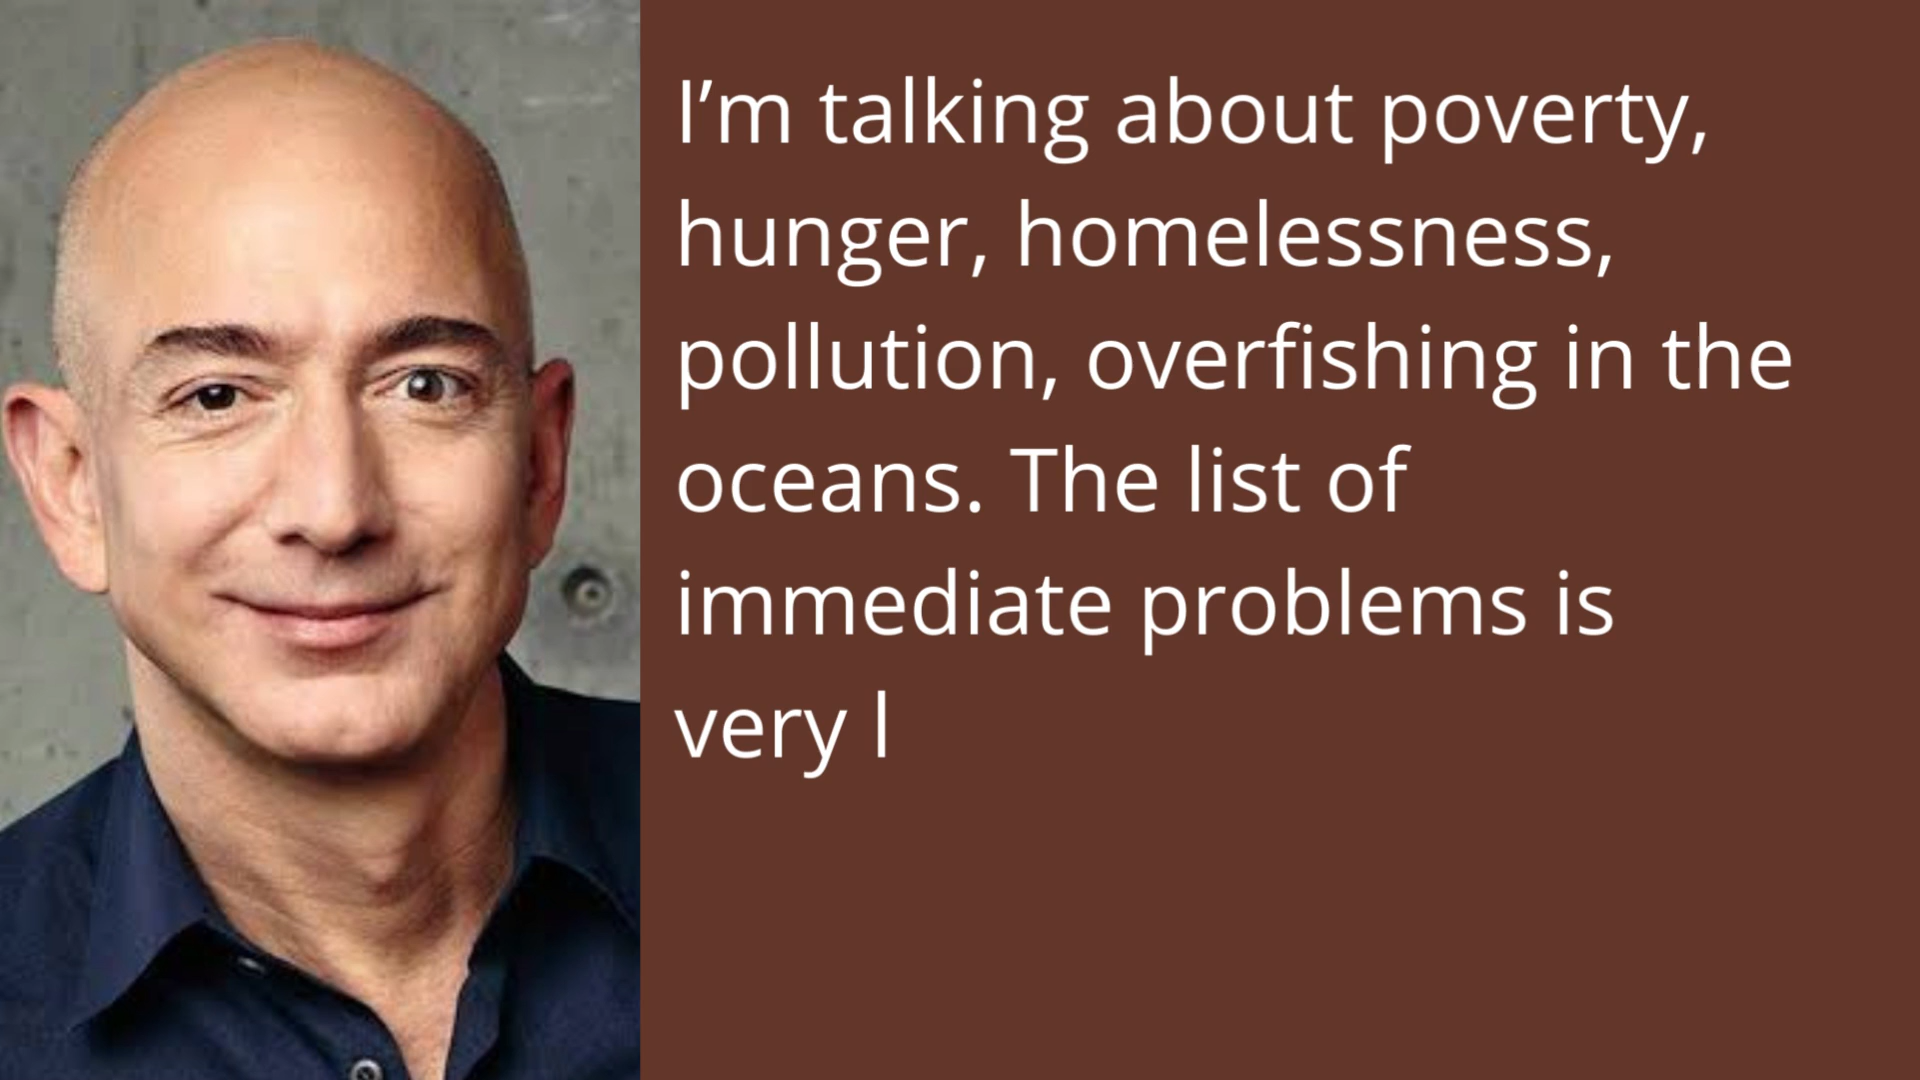 I’m talking about poverty,
hunger, homelessness,
pollution, overfishing in the
oceans. The list of
immediate problems is
very l